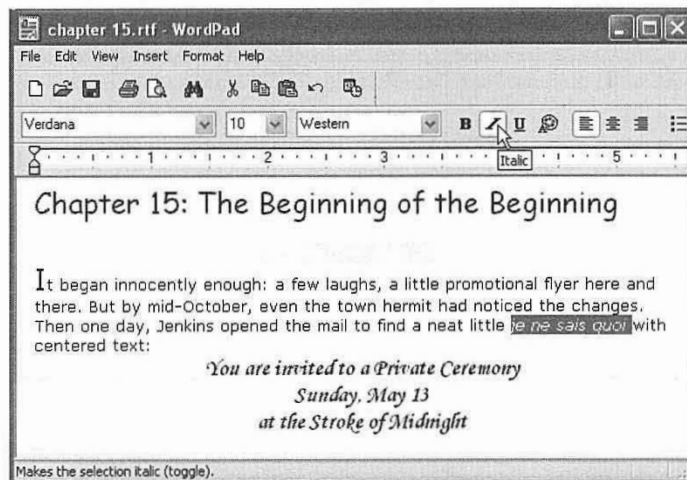 chapter 15.rtf - WordPad
File Edit View Insert Format Help
Verdana 10 Western B I U
1 2 3 5
Italic
Chapter 15: The Beginning of the Beginning
It began innocently enough: a few laughs, a little promotional flyer here and
there. But by mid-October, even the town hermit had noticed the changes.
Then one day, Jenkins opened the mail to find a neat little je ne sais quoi with
centered text:
You are invited to a Private Ceremony
Sunday, May 13
at the Stroke of Midnight
Makes the selection italic (toggle).